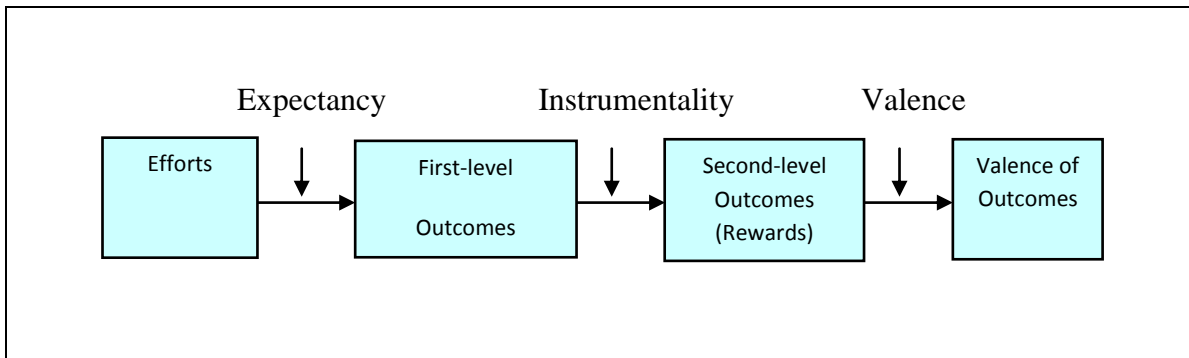 Expectancy
Instrumentality
Valence
Efforts
First-level
Outcomes
Second-level
Outcomes
(Rewards)
Valence of
Outcomes